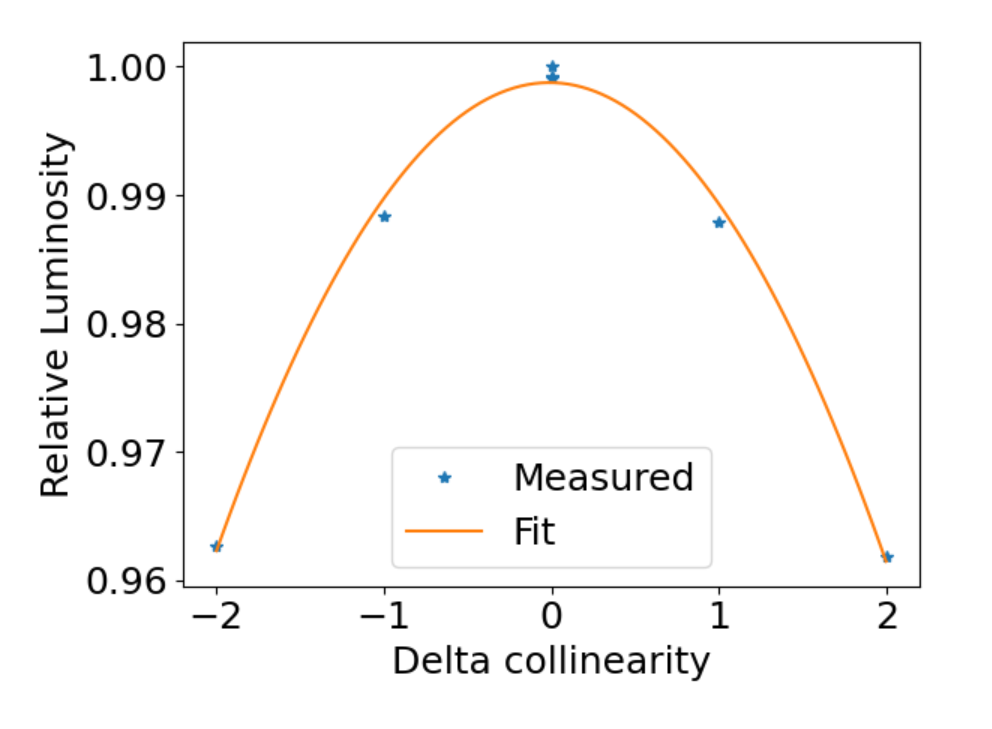 1.00
0.99
0.98
0.97
0.96
Relative Luminosity
Measured
Fit
−2
−1
0
1
2
Delta collinearity